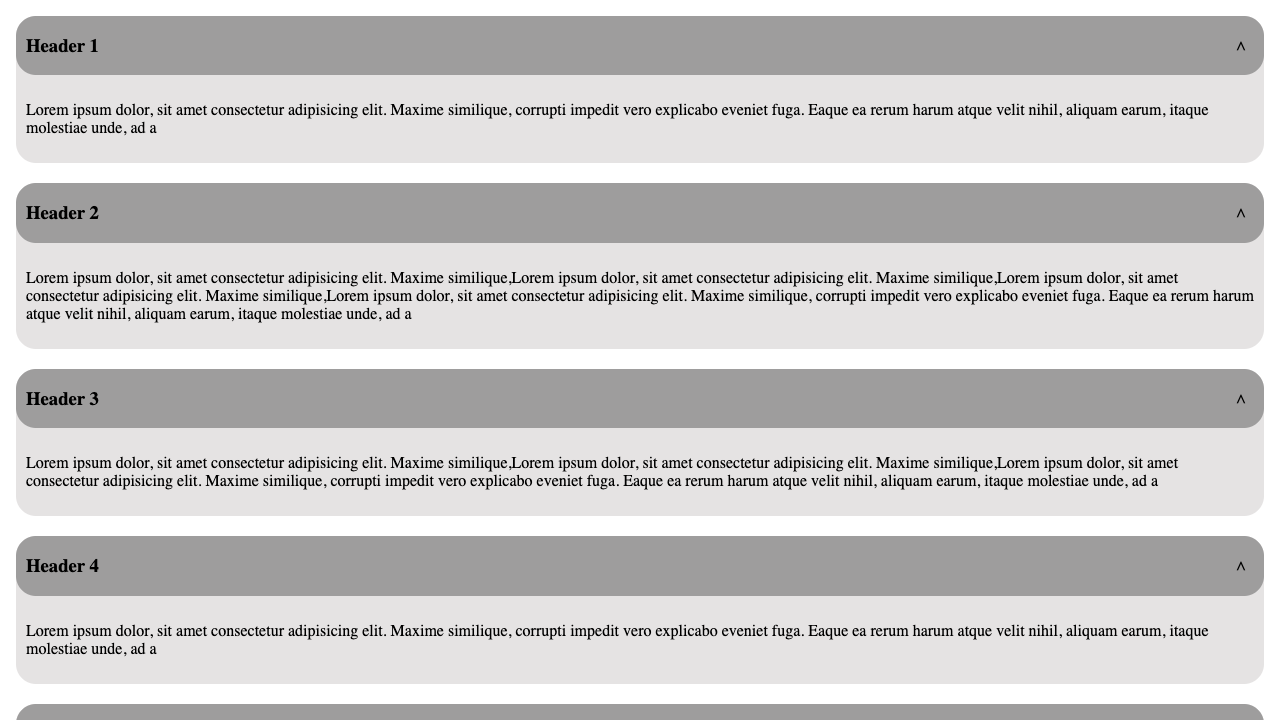 Header 1 ^
Lorem ipsum dolor, sit amet consectetur adipisicing elit. Maxime similique, corrupti impedit vero explicabo eveniet fuga. Eaque ea rerum harum atque velit nihil, aliquam earum, itaque
molestiae unde, ad a
Header 2 ^
Lorem ipsum dolor, sit amet consectetur adipisicing elit. Maxime similique,Lorem ipsum dolor, sit amet consectetur adipisicing elit. Maxime similique,Lorem ipsum dolor, sit amet
consectetur adipisicing elit. Maxime similique,Lorem ipsum dolor, sit amet consectetur adipisicing elit. Maxime similique, corrupti impedit vero explicabo eveniet fuga. Eaque ea rerum harum
atque velit nihil, aliquam earum, itaque molestiae unde, ad a
Header 3 ^
Lorem ipsum dolor, sit amet consectetur adipisicing elit. Maxime similique,Lorem ipsum dolor, sit amet consectetur adipisicing elit. Maxime similique,Lorem ipsum dolor, sit amet
consectetur adipisicing elit. Maxime similique, corrupti impedit vero explicabo eveniet fuga. Eaque ea rerum harum atque velit nihil, aliquam earum, itaque molestiae unde, ad a
Header 4 ^
Lorem ipsum dolor, sit amet consectetur adipisicing elit. Maxime similique, corrupti impedit vero explicabo eveniet fuga. Eaque ea rerum harum atque velit nihil, aliquam earum, itaque
molestiae unde, ad a